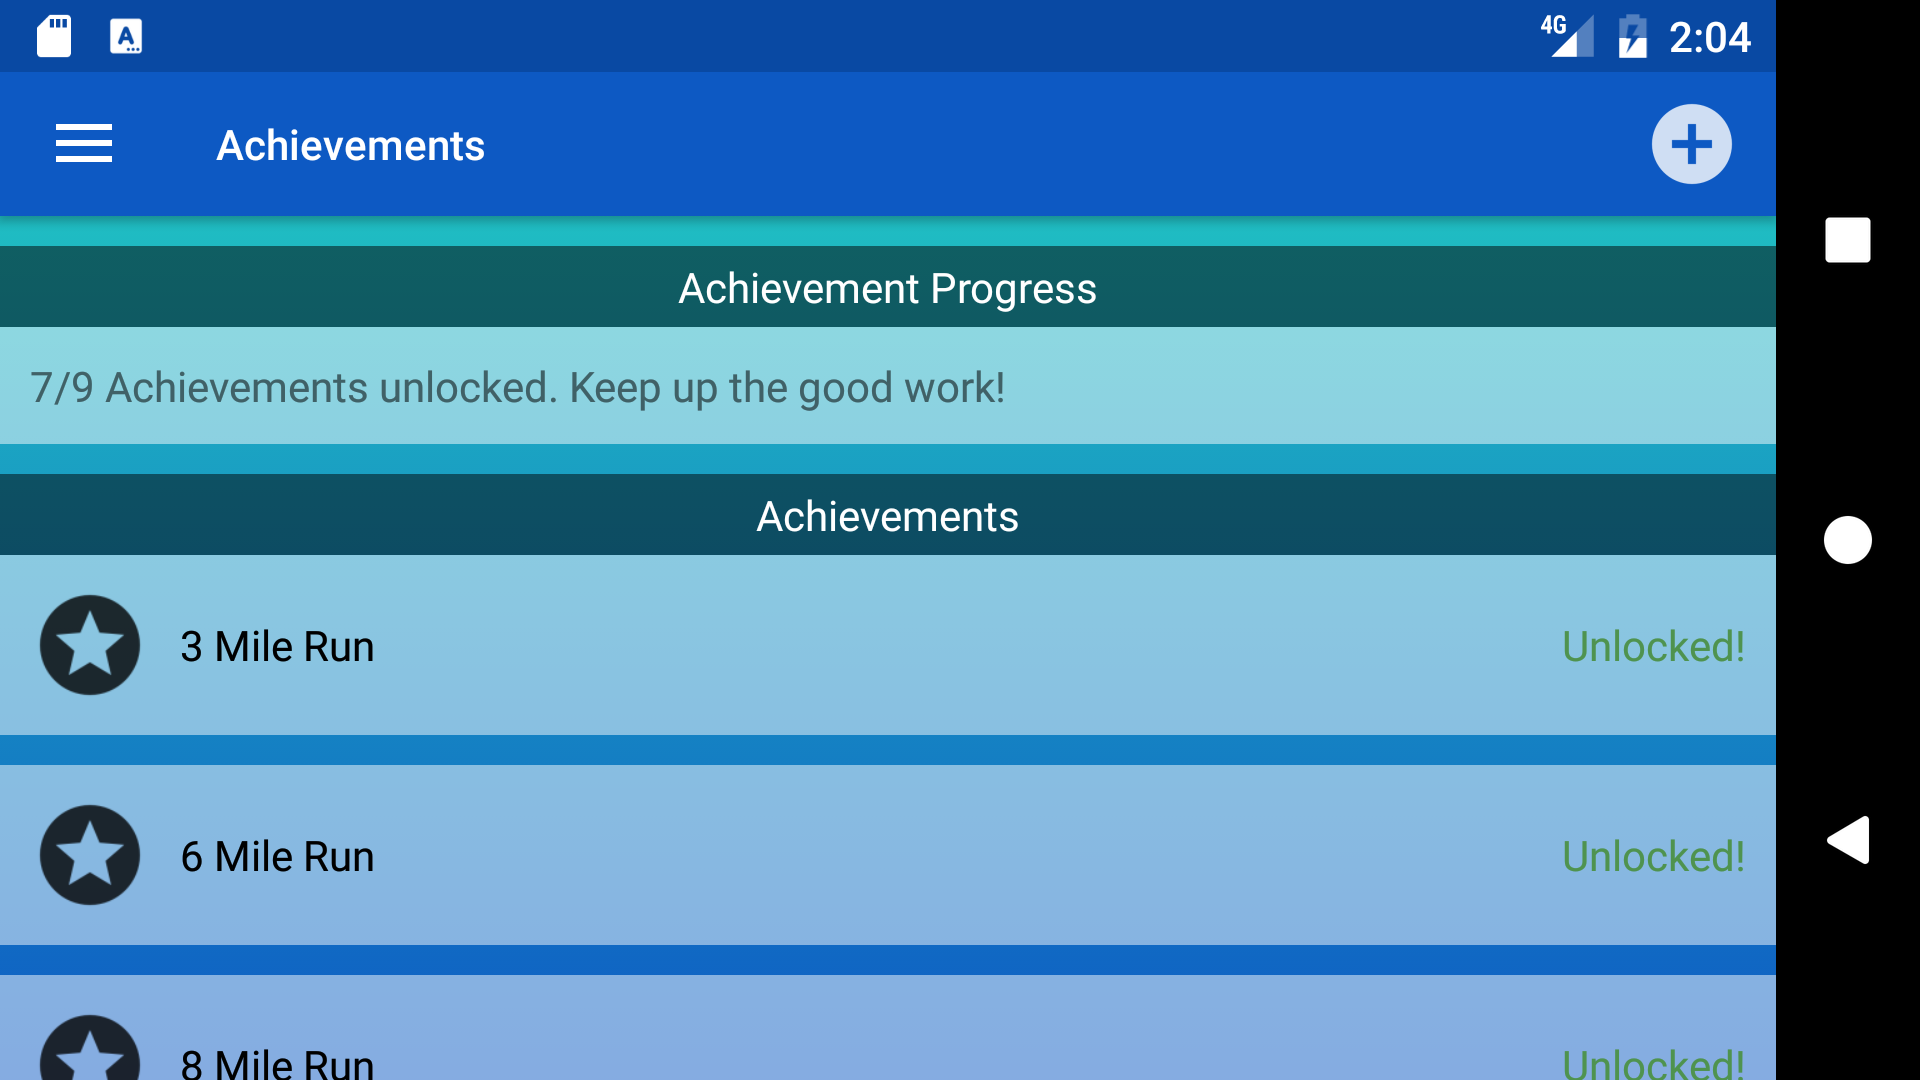 4G 2:04
Achievements
Achievement Progress
7/9 Achievements unlocked. Keep up the good work!
Achievements
3 Mile Run Unlocked!
6 Mile Run Unlocked!
8 Mile Run Unlocked!